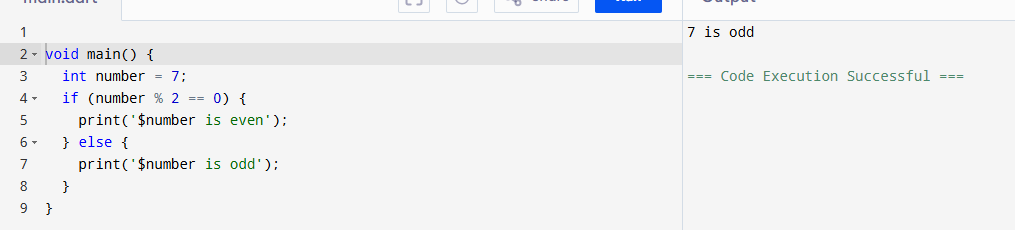 main.dart
Share
Run
Output
1
2 void main() {
3   int number = 7;
4   if (number % 2 == 0) {
5     print('$number is even');
6   } else {
7     print('$number is odd');
8   }
9 }
7 is odd
=== Code Execution Successful ===